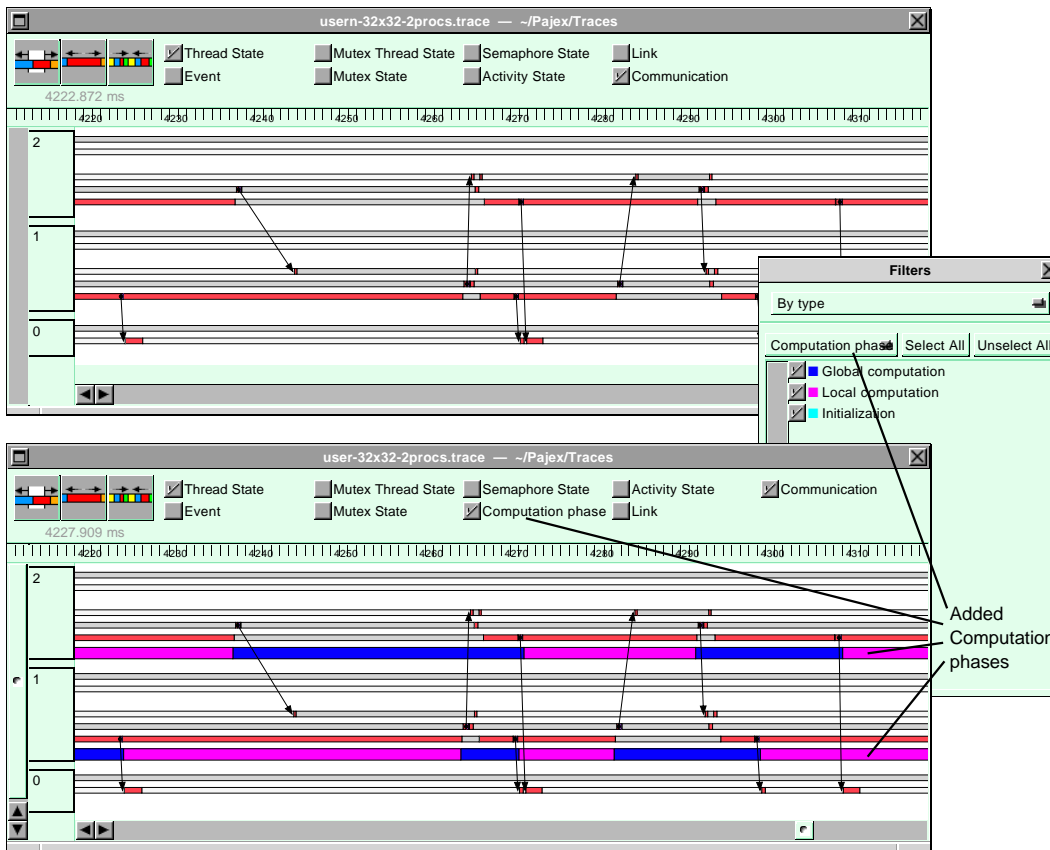 usern-32x32-2procs.trace — ~/Pajex/Traces
Thread State Mutex Thread State Semaphore State Link
Event Mutex State Activity State Communication
4222.872 ms
4220 4230 4240 4250 4260 4270 4280 4290 4300 4310
2
1
0
Filters
By type
Computation phase Select All Unselect All
Global computation
Local computation
Initialization
user-32x32-2procs.trace — ~/Pajex/Traces
Thread State Mutex Thread State Semaphore State Activity State Communication
Event Mutex State Computation phase Link
4227.909 ms
4220 4230 4240 4250 4260 4270 4280 4290 4300 4310
2
1
0
Added
Computation
phases